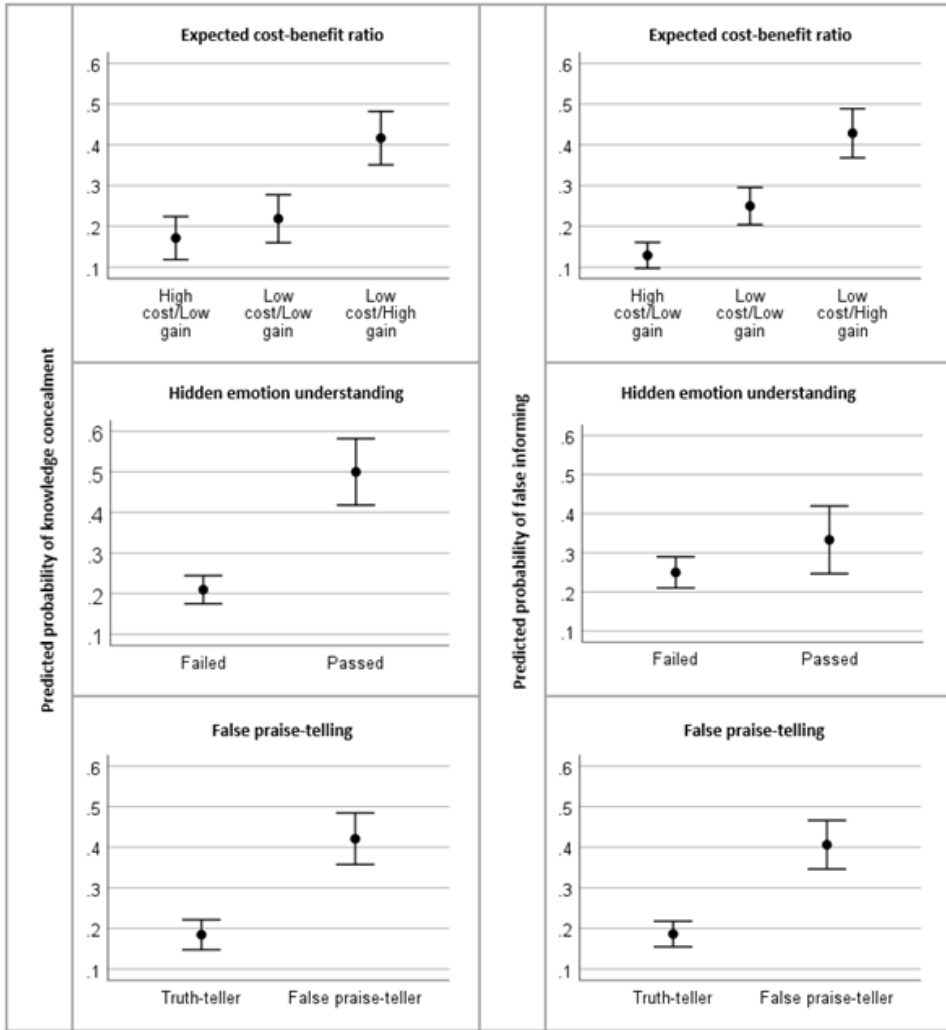 Predicted probability of knowledge concealment
Expected cost-benefit ratio
.6
.5
.4
.3
.2
.1
High
cost/Low
gain
Low
cost/Low
gain
Low
cost/High
gain
Hidden emotion understanding
.6
.5
.4
.3
.2
.1
Failed
Passed
False praise-telling
.6
.5
.4
.3
.2
.1
Truth-teller
False praise-teller
Predicted probability of false informing
Expected cost-benefit ratio
.6
.5
.4
.3
.2
.1
High
cost/Low
gain
Low
cost/Low
gain
Low
cost/High
gain
Hidden emotion understanding
.6
.5
.4
.3
.2
.1
Failed
Passed
False praise-telling
.6
.5
.4
.3
.2
.1
Truth-teller
False praise-teller